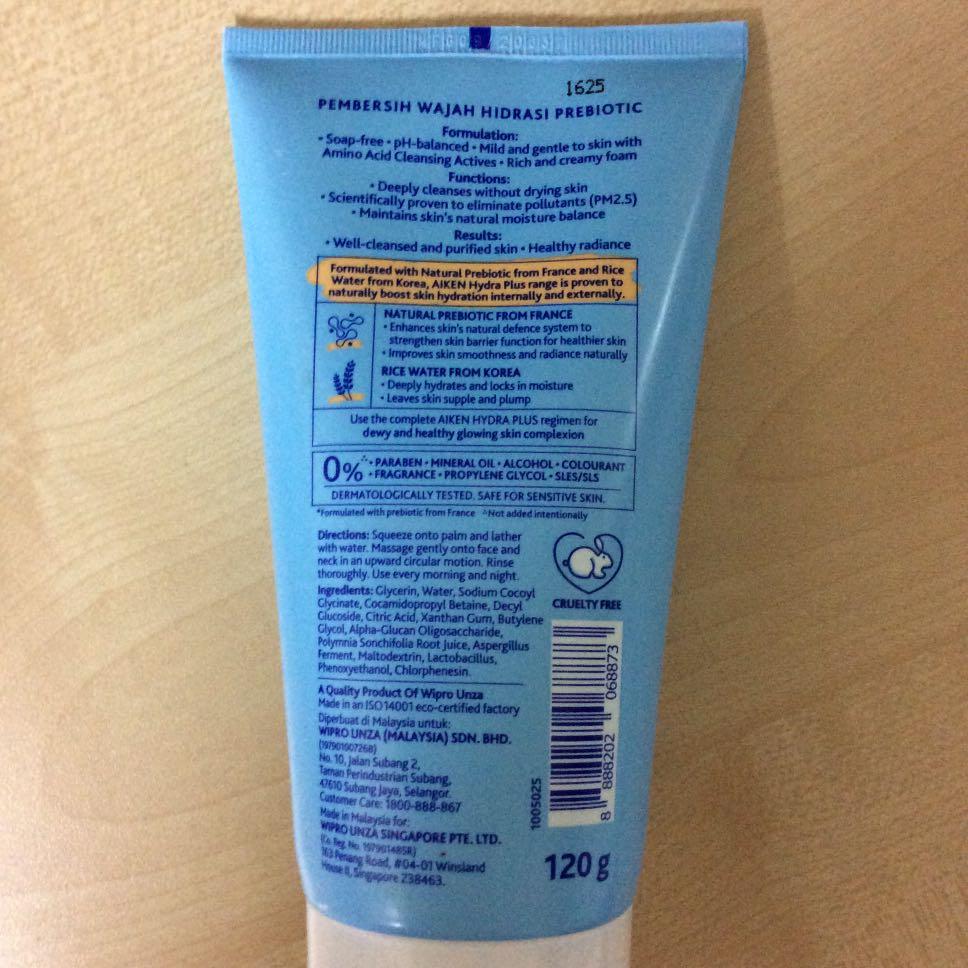 1625
PEMBERSIH WAJAH HIDRASI PREBIOTIC
Formulation:
• Soap-free • pH-balanced • Mild and gentle to skin with
Amino Acid Cleansing Actives • Rich and creamy foam
Functions:
• Deeply cleanses without drying skin
• Scientifically proven to eliminate pollutants (PM2.5)
• Maintains skin's natural moisture balance
Results:
• Well-cleansed and purified skin • Healthy radiance
Formulated with Natural Prebiotic from France and Rice
Water from Korea, AIKEN Hydra Plus range is proven to
naturally boost skin hydration internally and externally.
NATURAL PREBIOTIC FROM FRANCE
• Enhances skin's natural defence system to
strengthen skin barrier function for healthier skin
• Improves skin smoothness and radiance naturally
RICE WATER FROM KOREA
• Deeply hydrates and locks in moisture
• Leaves skin supple and plump
Use the complete AIKEN HYDRA PLUS regimen for
dewy and healthy glowing skin complexion
0%^ • PARABEN • MINERAL OIL • ALCOHOL • COLOURANT
• FRAGRANCE • PROPYLENE GLYCOL • SLES/SLS
DERMATOLOGICALLY TESTED. SAFE FOR SENSITIVE SKIN.
*Formulated with prebiotic from France ^Not added intentionally
Directions: Squeeze onto palm and lather
with water. Massage gently onto face and
neck in an upward circular motion. Rinse
thoroughly. Use every morning and night.
Ingredients: Glycerin, Water, Sodium Cocoyl
Glycinate, Cocamidopropyl Betaine, Decyl
Glucoside, Citric Acid, Xanthan Gum, Butylene
Glycol, Alpha-Glucan Oligosaccharide,
Polymnia Sonchifolia Root juice, Aspergillus
Ferment, Maltodextrin, Lactobacillus,
Phenoxyethanol, Chlorphenesin.
CRUELTY FREE
A Quality Product Of Wipro Unza
Made in an ISO14001 eco-certified factory
Diperbuat di Malaysia untuk:
WIPRO UNZA (MALAYSIA) SDN. BHD.
(197901007268)
No. 10, Jalan Subang 2,
Taman Perindustrian Subang,
47610 Subang Jaya, Selangor.
Customer Care: 1800-888-867
Made in Malaysia for:
WIPRO UNZA SINGAPORE PTE. LTD.
(Co. Reg. No. 197901485R)
163 Penang Road, #04-01 Winsland
House II, Singapore 238463.
1005025
8 888202 068873
120 g